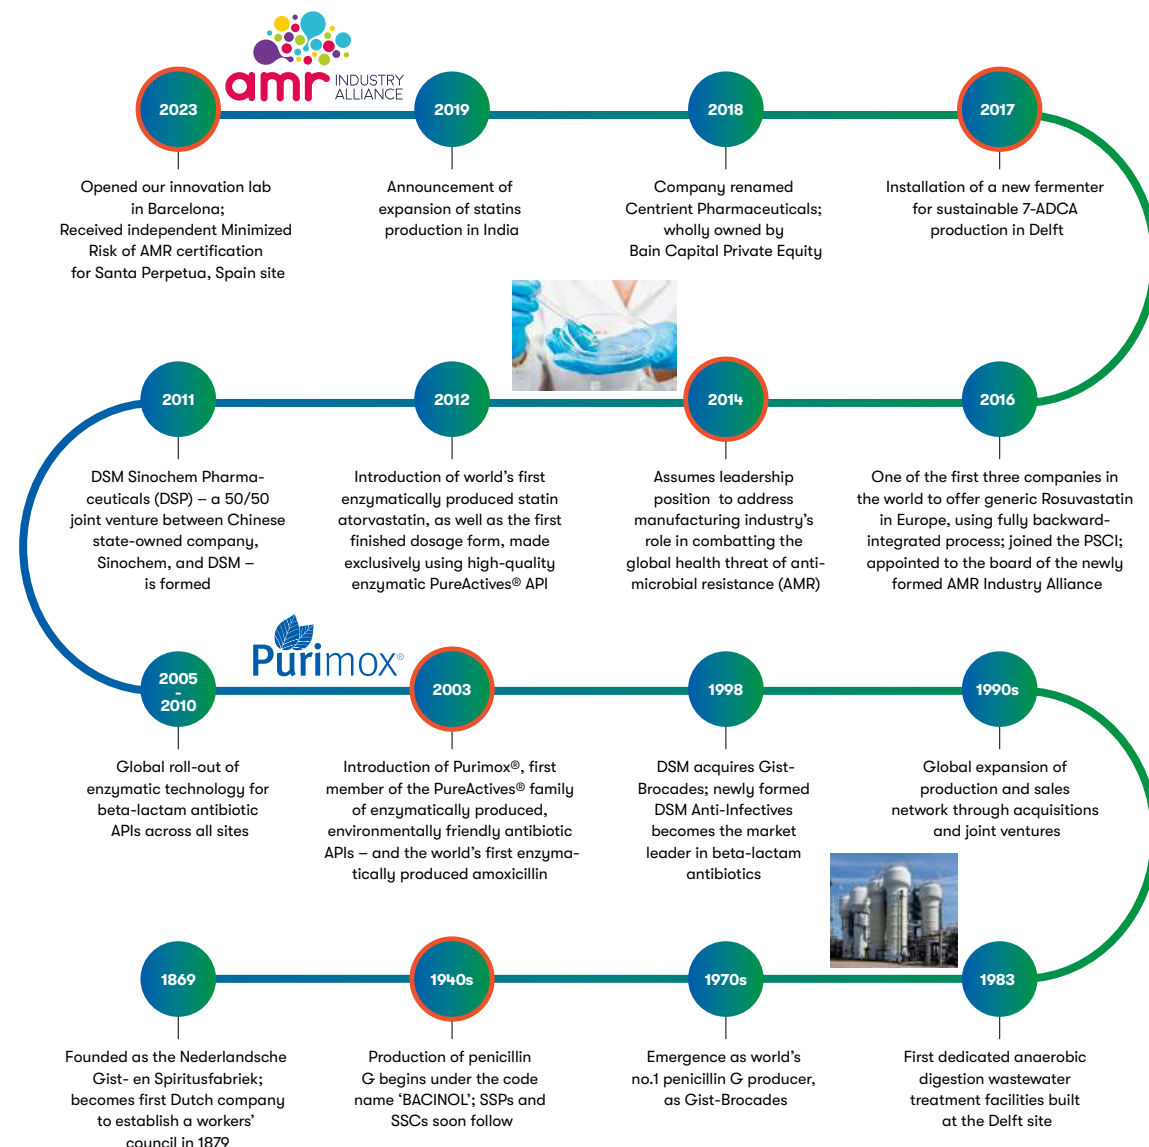 amr INDUSTRY
ALLIANCE
2023
Opened our innovation lab
in Barcelona;
Received independent Minimized
Risk of AMR certification
for Santa Perpetua, Spain site
2019
Announcement of
expansion of statins
production in India
2018
Company renamed
Centrient Pharmaceuticals;
wholly owned by
Bain Capital Private Equity
2017
Installation of a new fermenter
for sustainable 7-ADCA
production in Delft
2011
DSM Sinochem Pharma-
ceuticals (DSP) – a 50/50
joint venture between Chinese
state-owned company,
Sinochem, and DSM –
is formed
2012
Introduction of world's first
enzymatically produced statin
atorvastatin, as well as the first
finished dosage form, made
exclusively using high-quality
enzymatic PureActives® API
2014
Assumes leadership
position to address
manufacturing industry's
role in combatting the
global health threat of anti-
microbial resistance (AMR)
2016
One of the first three companies in
the world to offer generic Rosuvastatin
in Europe, using fully backward-
integrated process; joined the PSCI;
appointed to the board of the newly
formed AMR Industry Alliance
2005
–
2010
Global roll-out of
enzymatic technology for
beta-lactam antibiotic
APIs across all sites
Purimox®
2003
Introduction of Purimox®, first
member of the PureActives® family
of enzymatically produced,
environmentally friendly antibiotic
APIs – and the world's first enzyma-
tically produced amoxicillin
1998
DSM acquires Gist-
Brocades; newly formed
DSM Anti-Infectives
becomes the market
leader in beta-lactam
antibiotics
1990s
Global expansion of
production and sales
network through acquisitions
and joint ventures
1869
Founded as the Nederlandsche
Gist- en Spiritusfabriek;
becomes first Dutch company
to establish a workers'
council in 1879
1940s
Production of penicillin
G begins under the code
name 'BACINOL'; SSPs and
SSCs soon follow
1970s
Emergence as world's
no.1 penicillin G producer,
as Gist-Brocades
1983
First dedicated anaerobic
digestion wastewater
treatment facilities built
at the Delft site